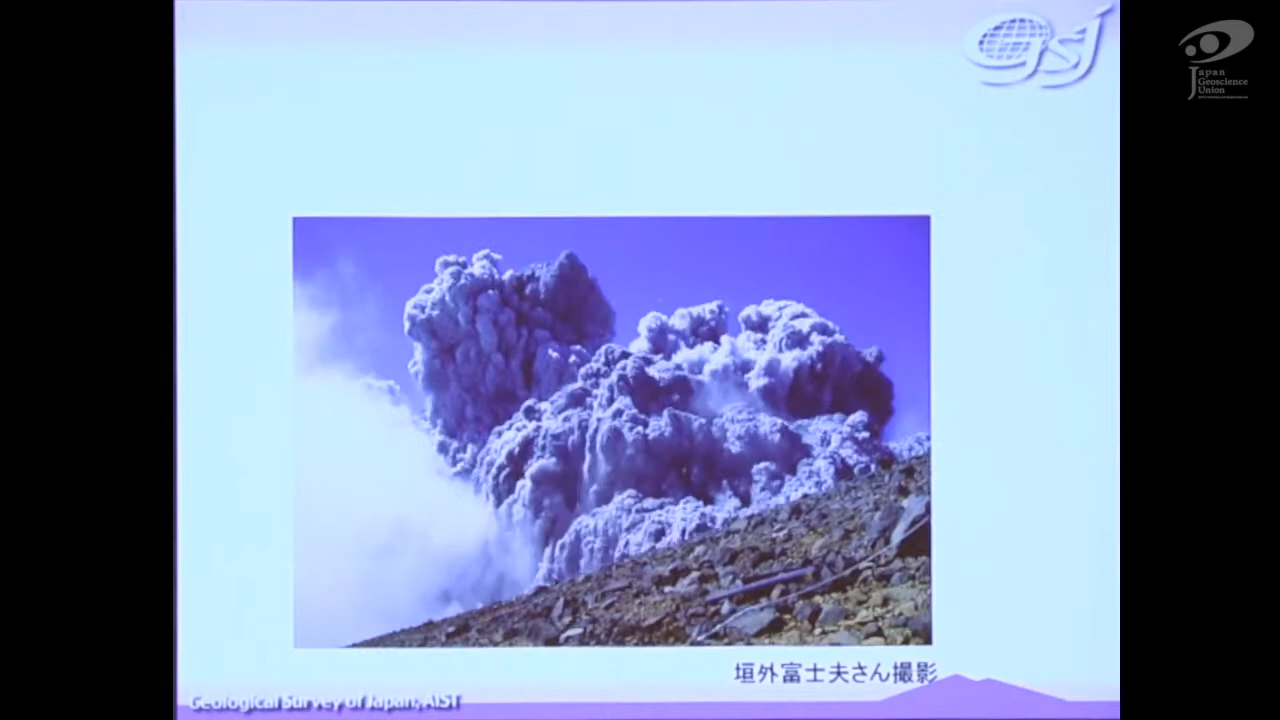 GSJ
Japan
Geoscience
Union
垣外富士夫さん撮影
Geological Survey of Japan, AIST